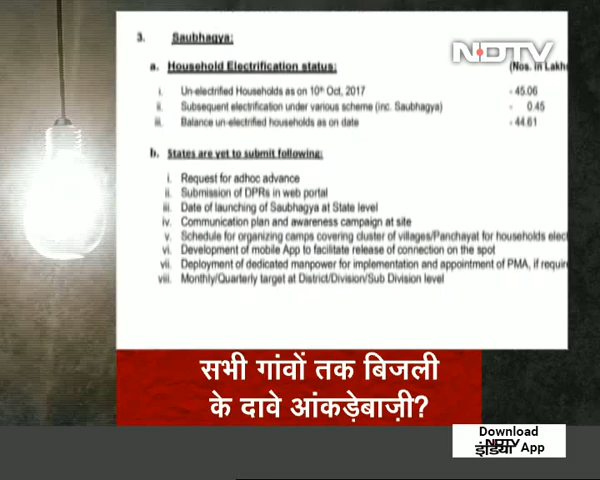 3. Saubhagya:
NDTV
a. Household Electrification status: (Nos. in Lakhs
i. Un-electrified Households as on 10th Oct, 2017 - 45.06
ii. Subsequent electrification under various scheme (inc. Saubhagya) - 0.45
iii. Balance un-electrified households as on date - 44.61
b. States are yet to submit following:
i. Request for adhoc advance
ii. Submission of DPRs in web portal
iii. Date of launching of Saubhagya at State level
iv. Communication plan and awareness campaign at site
v. Schedule for organizing camps covering cluster of villages/Panchayat for households elect
vi. Development of mobile App to facilitate release of connection on the spot
vii. Deployment of dedicated manpower for implementation and appointment of PMA, if requir
viii. Monthly/Quarterly target at District/Division/Sub Division level
सभी गांवों तक बिजली
के दावे आंकड़ेबाज़ी?
Download
NDTV
इंडिया App